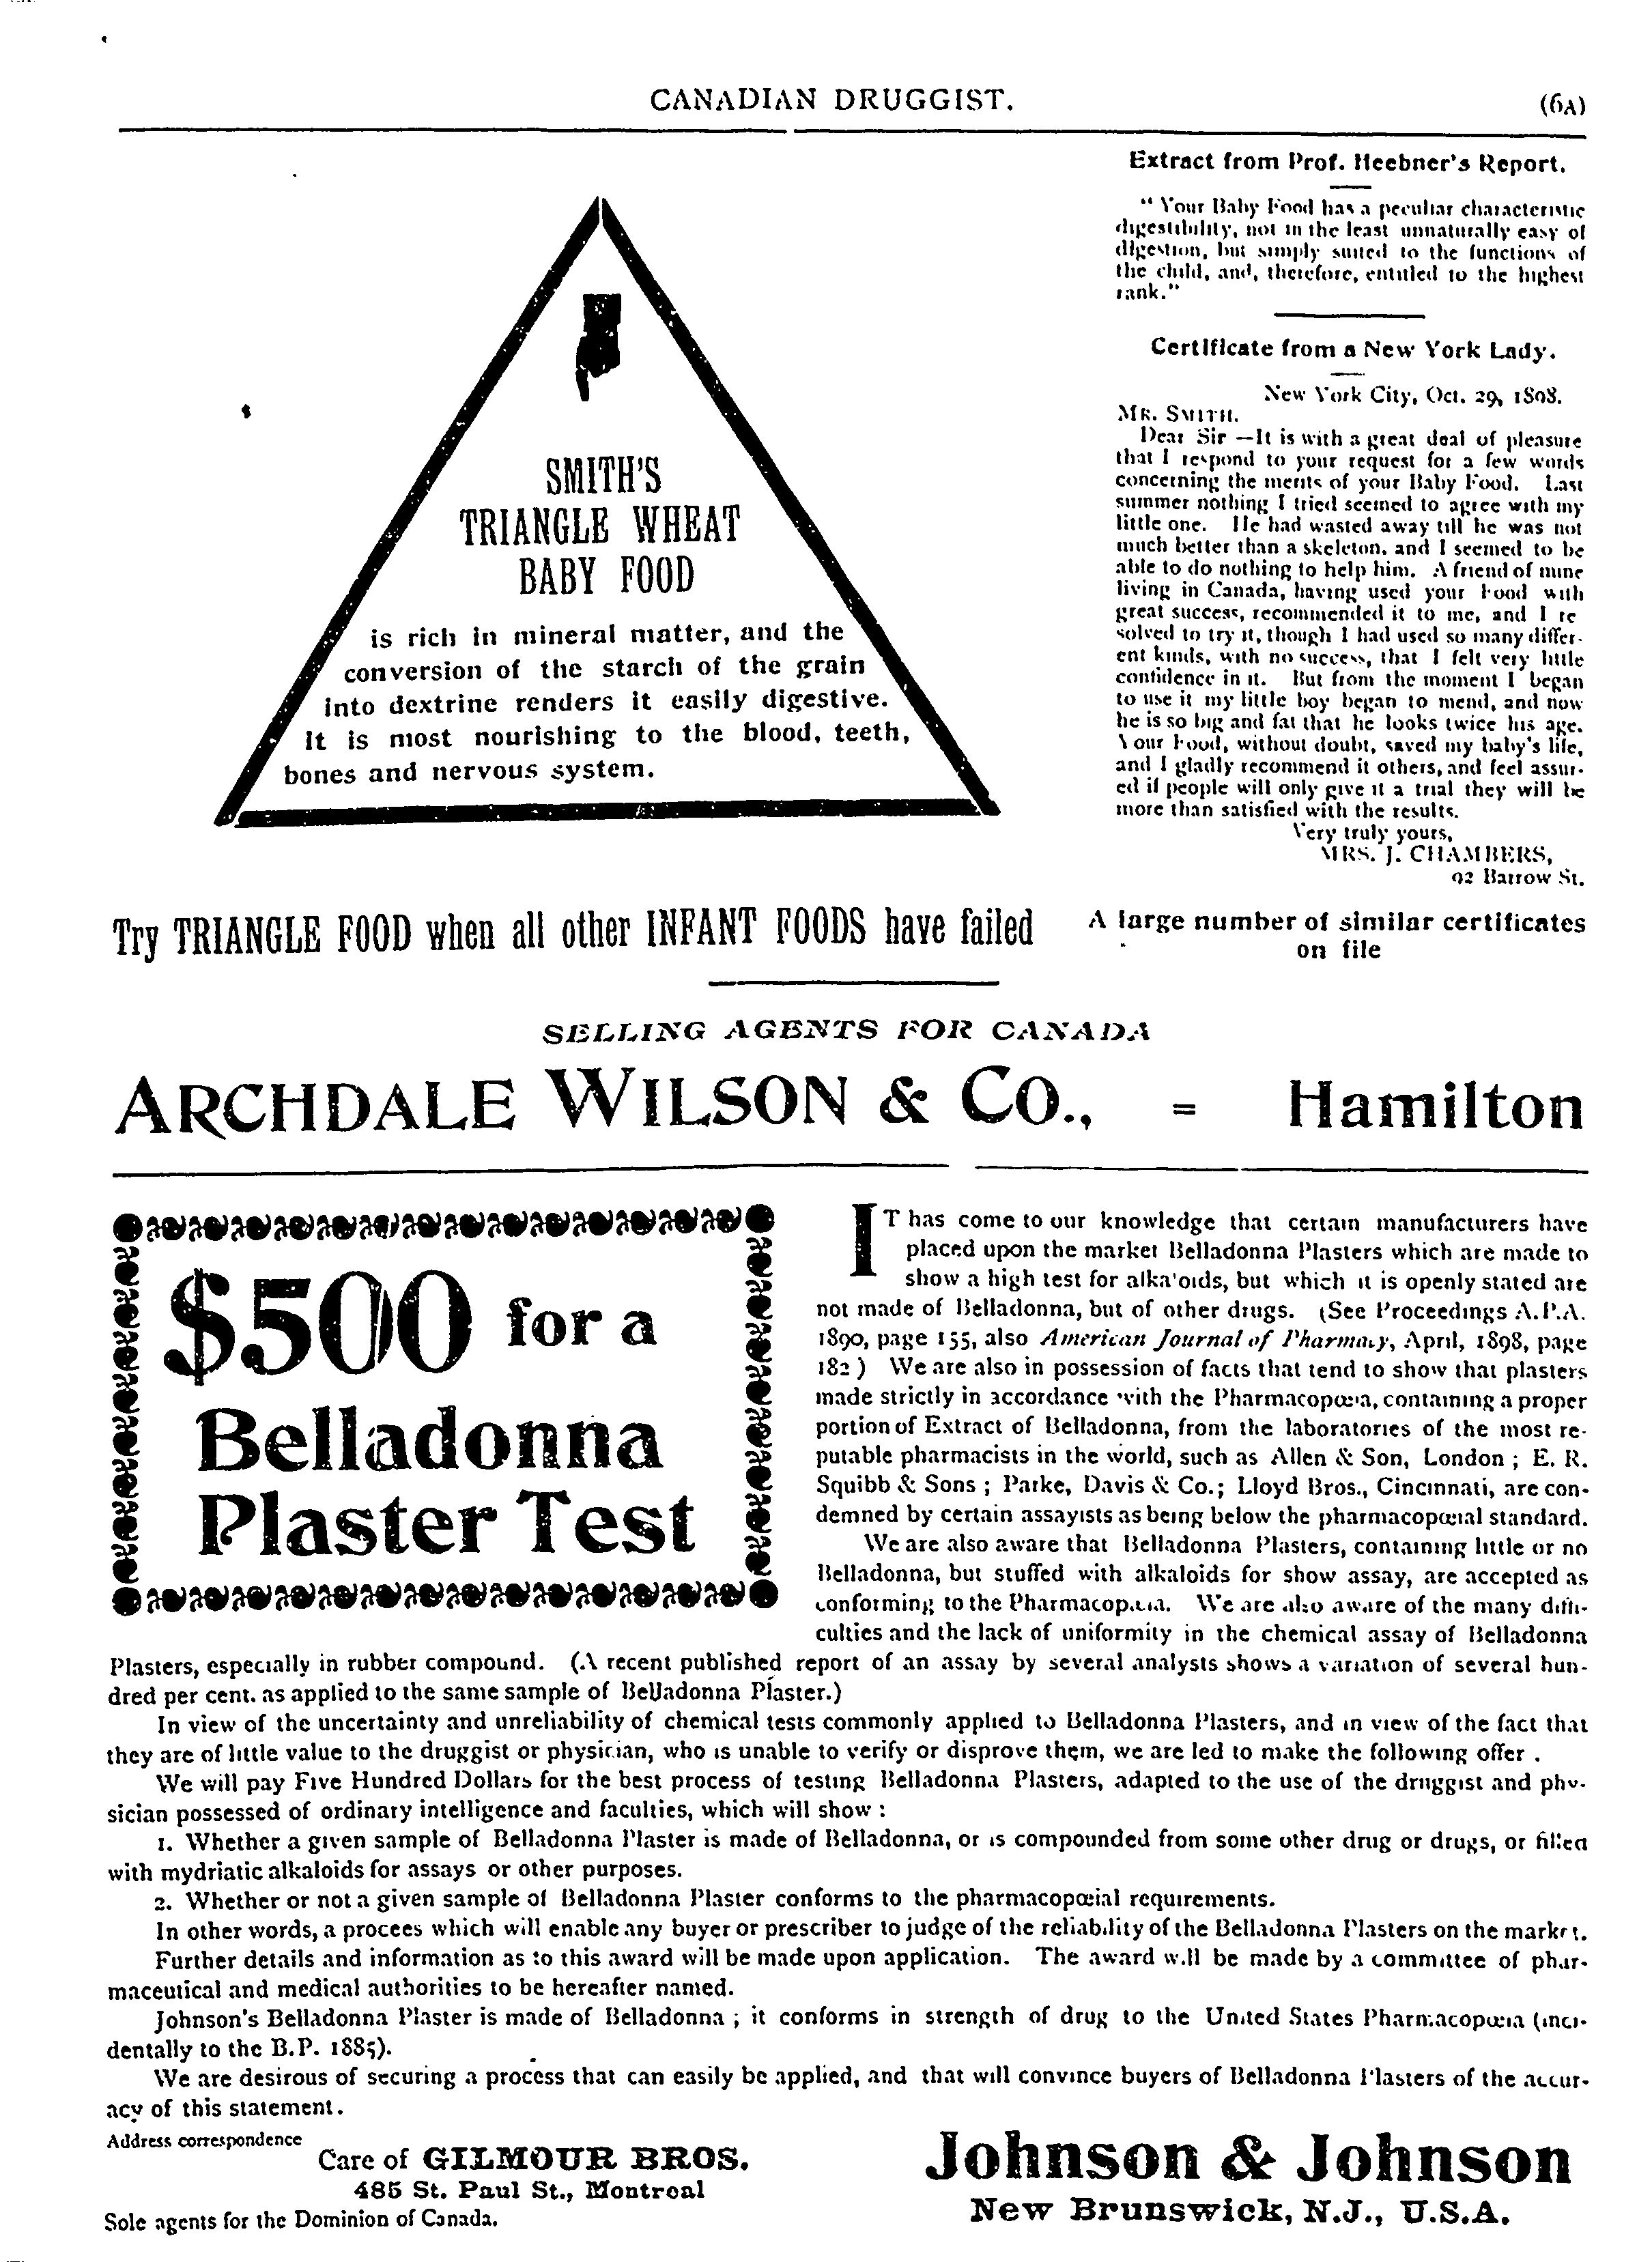 CANADIAN DRUGGIST.
(6A)
SMITH'S
TRIANGLE WHEAT
BABY FOOD
is rich in mineral matter, and the
conversion of the starch of the grain
into dextrine renders it easily digestive.
It is most nourishing to the blood, teeth,
bones and nervous system.
Try TRIANGLE FOOD when all other INFANT FOODS have failed
Extract from Prof. Heebner's Report.
" Your Baby Food has a peculiar characteristic
digestibility, not in the least unnaturally easy of
digestion, but simply suited to the functions of
the child, and, therefore, entitled to the highest
rank."
Certificate from a New York Lady.
New York City, Oct. 29, 1898.
MR. SMITH.
Dear Sir —It is with a great deal of pleasure
that I respond to your request for a few words
concerning the merits of your Baby Food. Last
summer nothing I tried seemed to agree with my
little one. He had wasted away till he was not
much better than a skeleton, and I seemed to be
able to do nothing to help him. A friend of mine
living in Canada, having used your Food with
great success, recommended it to me, and I re
solved to try it, though I had used so many differ-
ent kinds, with no success, that I felt very little
confidence in it. But from the moment I began
to use it my little boy began to mend, and now
he is so big and fat that he looks twice his age.
Your Food, without doubt, saved my baby's life,
and I gladly recommend it others, and feel assur-
ed if people will only give it a trial they will be
more than satisfied with the results.
Very truly yours,
MRS. J. CHAMBERS,
92 Barrow St.
A large number of similar certificates
on file
SELLING AGENTS FOR CANADA
ARCHDALE WILSON & CO., = Hamilton
$500 for a
Belladonna
Plaster Test
IT has come to our knowledge that certain manufacturers have
placed upon the market Belladonna Plasters which are made to
show a high test for alka'oids, but which it is openly stated are
not made of Belladonna, but of other drugs. (See Proceedings A.P.A.
1890, page 155, also American Journal of Pharmacy, April, 1898, page
182 ) We are also in possession of facts that tend to show that plasters
made strictly in accordance with the Pharmacopœia, containing a proper
portion of Extract of Belladonna, from the laboratories of the most re-
putable pharmacists in the world, such as Allen & Son, London ; E. R.
Squibb & Sons ; Parke, Davis & Co.; Lloyd Bros., Cincinnati, are con-
demned by certain assayists as being below the pharmacopœial standard.
We are also aware that Belladonna Plasters, containing little or no
Belladonna, but stuffed with alkaloids for show assay, are accepted as
conforming to the Pharmacopœia. We are also aware of the many diffi-
culties and the lack of uniformity in the chemical assay of Belladonna
Plasters, especially in rubber compound. (A recent published report of an assay by several analysts shows a variation of several hun-
dred per cent. as applied to the same sample of Belladonna Plaster.)
In view of the uncertainty and unreliability of chemical tests commonly applied to Belladonna Plasters, and in view of the fact that
they are of little value to the druggist or physician, who is unable to verify or disprove them, we are led to make the following offer .
We will pay Five Hundred Dollars for the best process of testing Belladonna Plasters, adapted to the use of the druggist and phy-
sician possessed of ordinary intelligence and faculties, which will show :
1. Whether a given sample of Belladonna Plaster is made of Belladonna, or is compounded from some other drug or drugs, or filled
with mydriatic alkaloids for assays or other purposes.
2. Whether or not a given sample of Belladonna Plaster conforms to the pharmacopœial requirements.
In other words, a procees which will enable any buyer or prescriber to judge of the reliability of the Belladonna Plasters on the market.
Further details and information as to this award will be made upon application. The award will be made by a committee of phar-
maceutical and medical authorities to be hereafter named.
Johnson's Belladonna Plaster is made of Belladonna ; it conforms in strength of drug to the United States Pharmacopœia (inci-
dentally to the B.P. 1885).
We are desirous of securing a process that can easily be applied, and that will convince buyers of Belladonna Plasters of the accur-
acy of this statement.
Address correspondence
Care of GILMOUR BROS.
485 St. Paul St., Montreal
Sole agents for the Dominion of Canada.
Johnson & Johnson
New Brunswick, N.J., U.S.A.